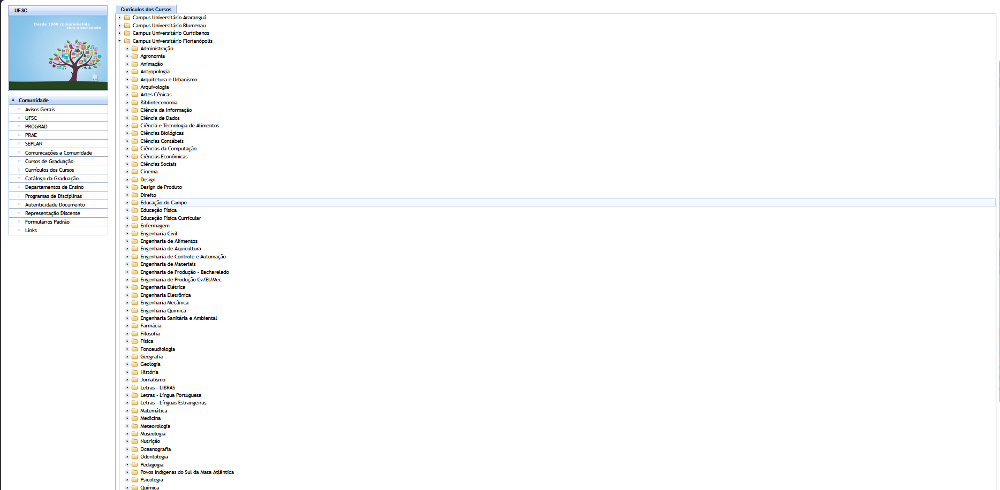 UFSC
Desde 1960 comprometida
com a sociedade
Comunidade
Avisos Gerais
UFSC
PROGRAD
PRAE
SEPLAN
Comunicações a Comunidade
Cursos de Graduação
Currículos dos Cursos
Catálogo da Graduação
Departamentos de Ensino
Programas de Disciplinas
Autenticidade Documento
Representação Discente
Formulários Padrão
Links
Currículos dos Cursos
Campus Universitário Araranguá
Campus Universitário Blumenau
Campus Universitário Curitibanos
Campus Universitário Florianópolis
Administração
Agronomia
Animação
Antropologia
Arquitetura e Urbanismo
Arquivologia
Artes Cênicas
Biblioteconomia
Ciência da Informação
Ciência de Dados
Ciência e Tecnologia de Alimentos
Ciências Biológicas
Ciências Contábeis
Ciências da Computação
Ciências Econômicas
Ciências Sociais
Cinema
Design
Design de Produto
Direito
Educação do Campo
Educação Física
Educação Física Curricular
Enfermagem
Engenharia Civil
Engenharia de Alimentos
Engenharia de Aquicultura
Engenharia de Controle e Automação
Engenharia de Materiais
Engenharia de Produção - Bacharelado
Engenharia de Produção Cv/El/Mec
Engenharia Elétrica
Engenharia Eletrônica
Engenharia Mecânica
Engenharia Química
Engenharia Sanitária e Ambiental
Farmácia
Filosofia
Física
Fonoaudiologia
Geografia
Geologia
História
Jornalismo
Letras - LIBRAS
Letras - Língua Portuguesa
Letras - Línguas Estrangeiras
Matemática
Medicina
Meteorologia
Museologia
Nutrição
Oceanografia
Odontologia
Pedagogia
Povos Indígenas do Sul da Mata Atlântica
Psicologia
Química